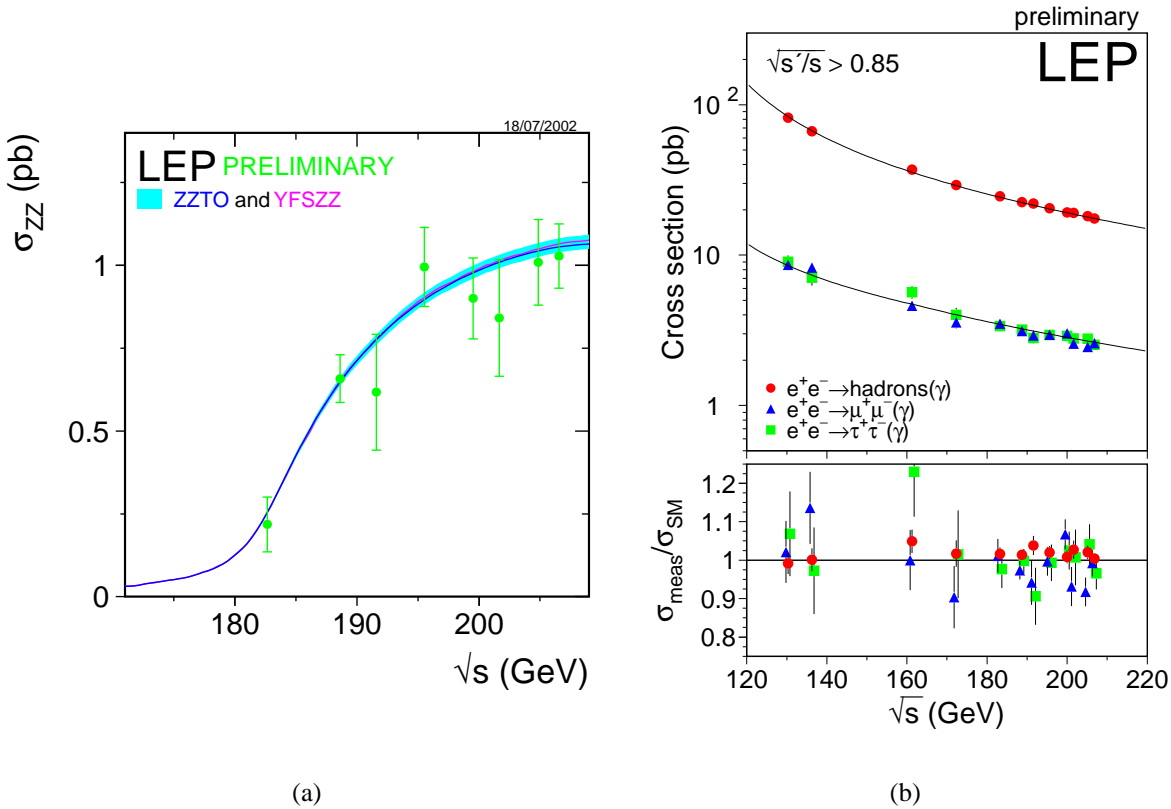 18/07/2002
LEP PRELIMINARY
ZZTO and YFSZZ
σZZ (pb)
1
0.5
0
180 190 200
√s (GeV)
(a)
preliminary
LEP
√s´/s > 0.85
Cross section (pb)
10²
10
1
e⁺e⁻→hadrons(γ)
e⁺e⁻→μ⁺μ⁻(γ)
e⁺e⁻→τ⁺τ⁻(γ)
σmeas/σSM
1.2
1.1
1
0.9
0.8
120 140 160 180 200 220
√s (GeV)
(b)